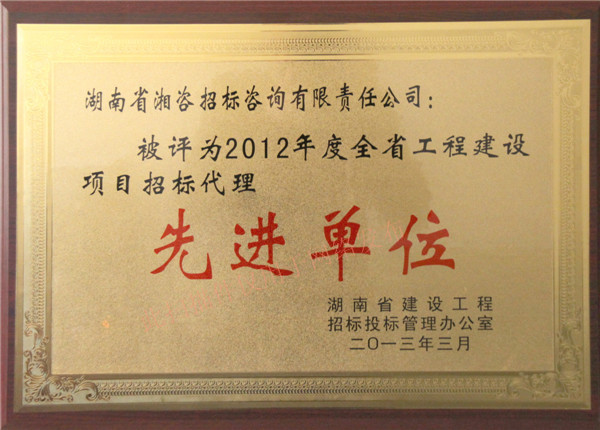 湖南省湘咨招标咨询有限责任公司：
被评为2012年度全省工程建设
项目招标代理
先进单位
湖南省建设工程
招标投标管理办公室
二〇一三年三月